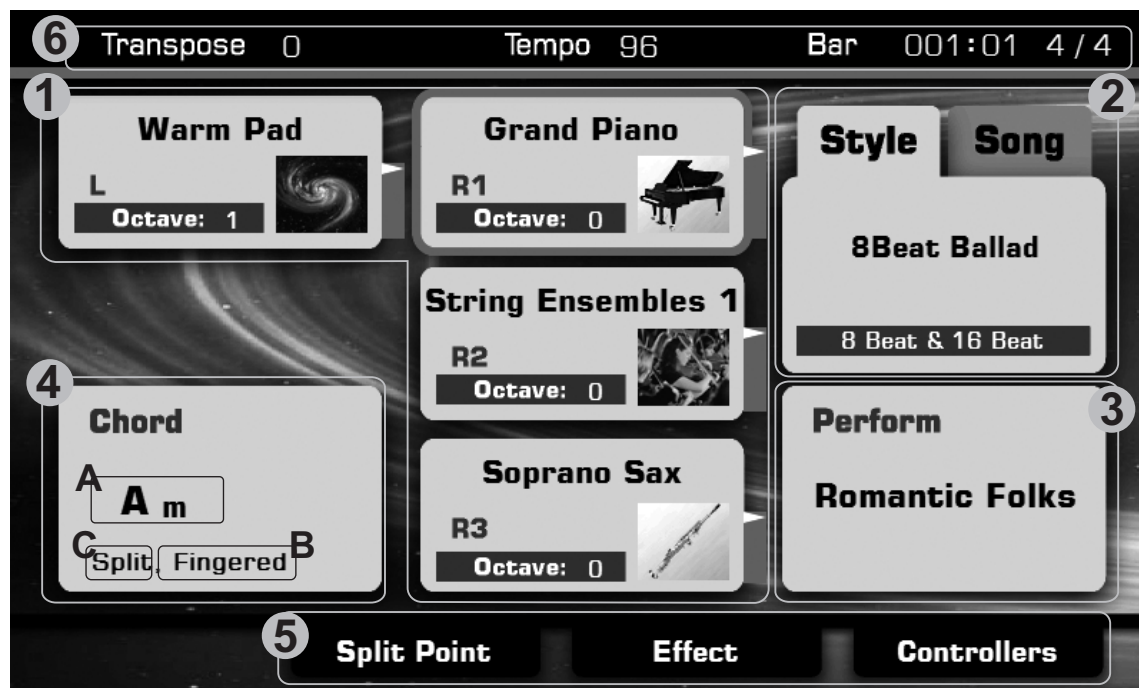 6 Transpose 0 Tempo 96 Bar 001:01 4/4
1
Warm Pad
L
Octave: 1
Grand Piano
R1
Octave: 0
String Ensembles 1
R2
Octave: 0
Soprano Sax
R3
Octave: 0
2
Style Song
8Beat Ballad
8 Beat & 16 Beat
3
Perform
Romantic Folks
4
Chord
A
A m
C B
Split, Fingered
5
Split Point Effect Controllers